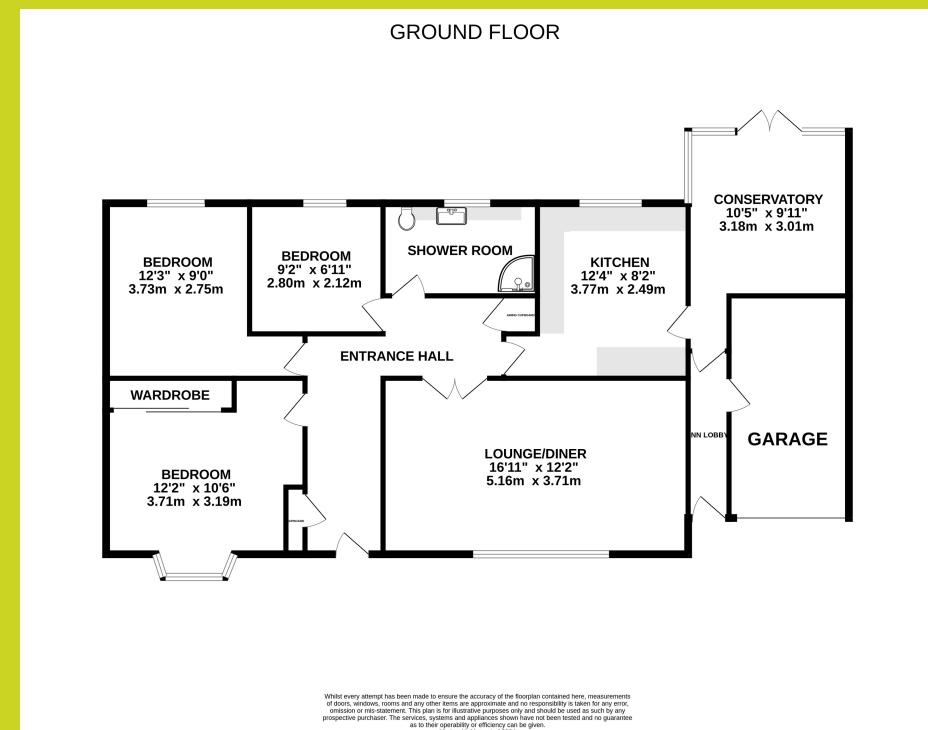 GROUND FLOOR
CONSERVATORY
10'5" x 9'11"
3.18m x 3.01m
BEDROOM
12'3" x 9'0"
3.73m x 2.75m
BEDROOM
9'2" x 6'11"
2.80m x 2.12m
SHOWER ROOM
KITCHEN
12'4" x 8'2"
3.77m x 2.49m
ENTRANCE HALL
WARDROBE
BEDROOM
12'2" x 10'6"
3.71m x 3.19m
LOUNGE/DINER
16'11" x 12'2"
5.16m x 3.71m
NN LOBBY
GARAGE
Whilst every attempt has been made to ensure the accuracy of the floorplan contained here, measurements
of doors, windows, rooms and any other items are approximate and no responsibility is taken for any error,
omission or mis-statement. This plan is for illustrative purposes only and should be used as such by any
prospective purchaser. The services, systems and appliances shown have not been tested and no guarantee
as to their operability or efficiency can be given.